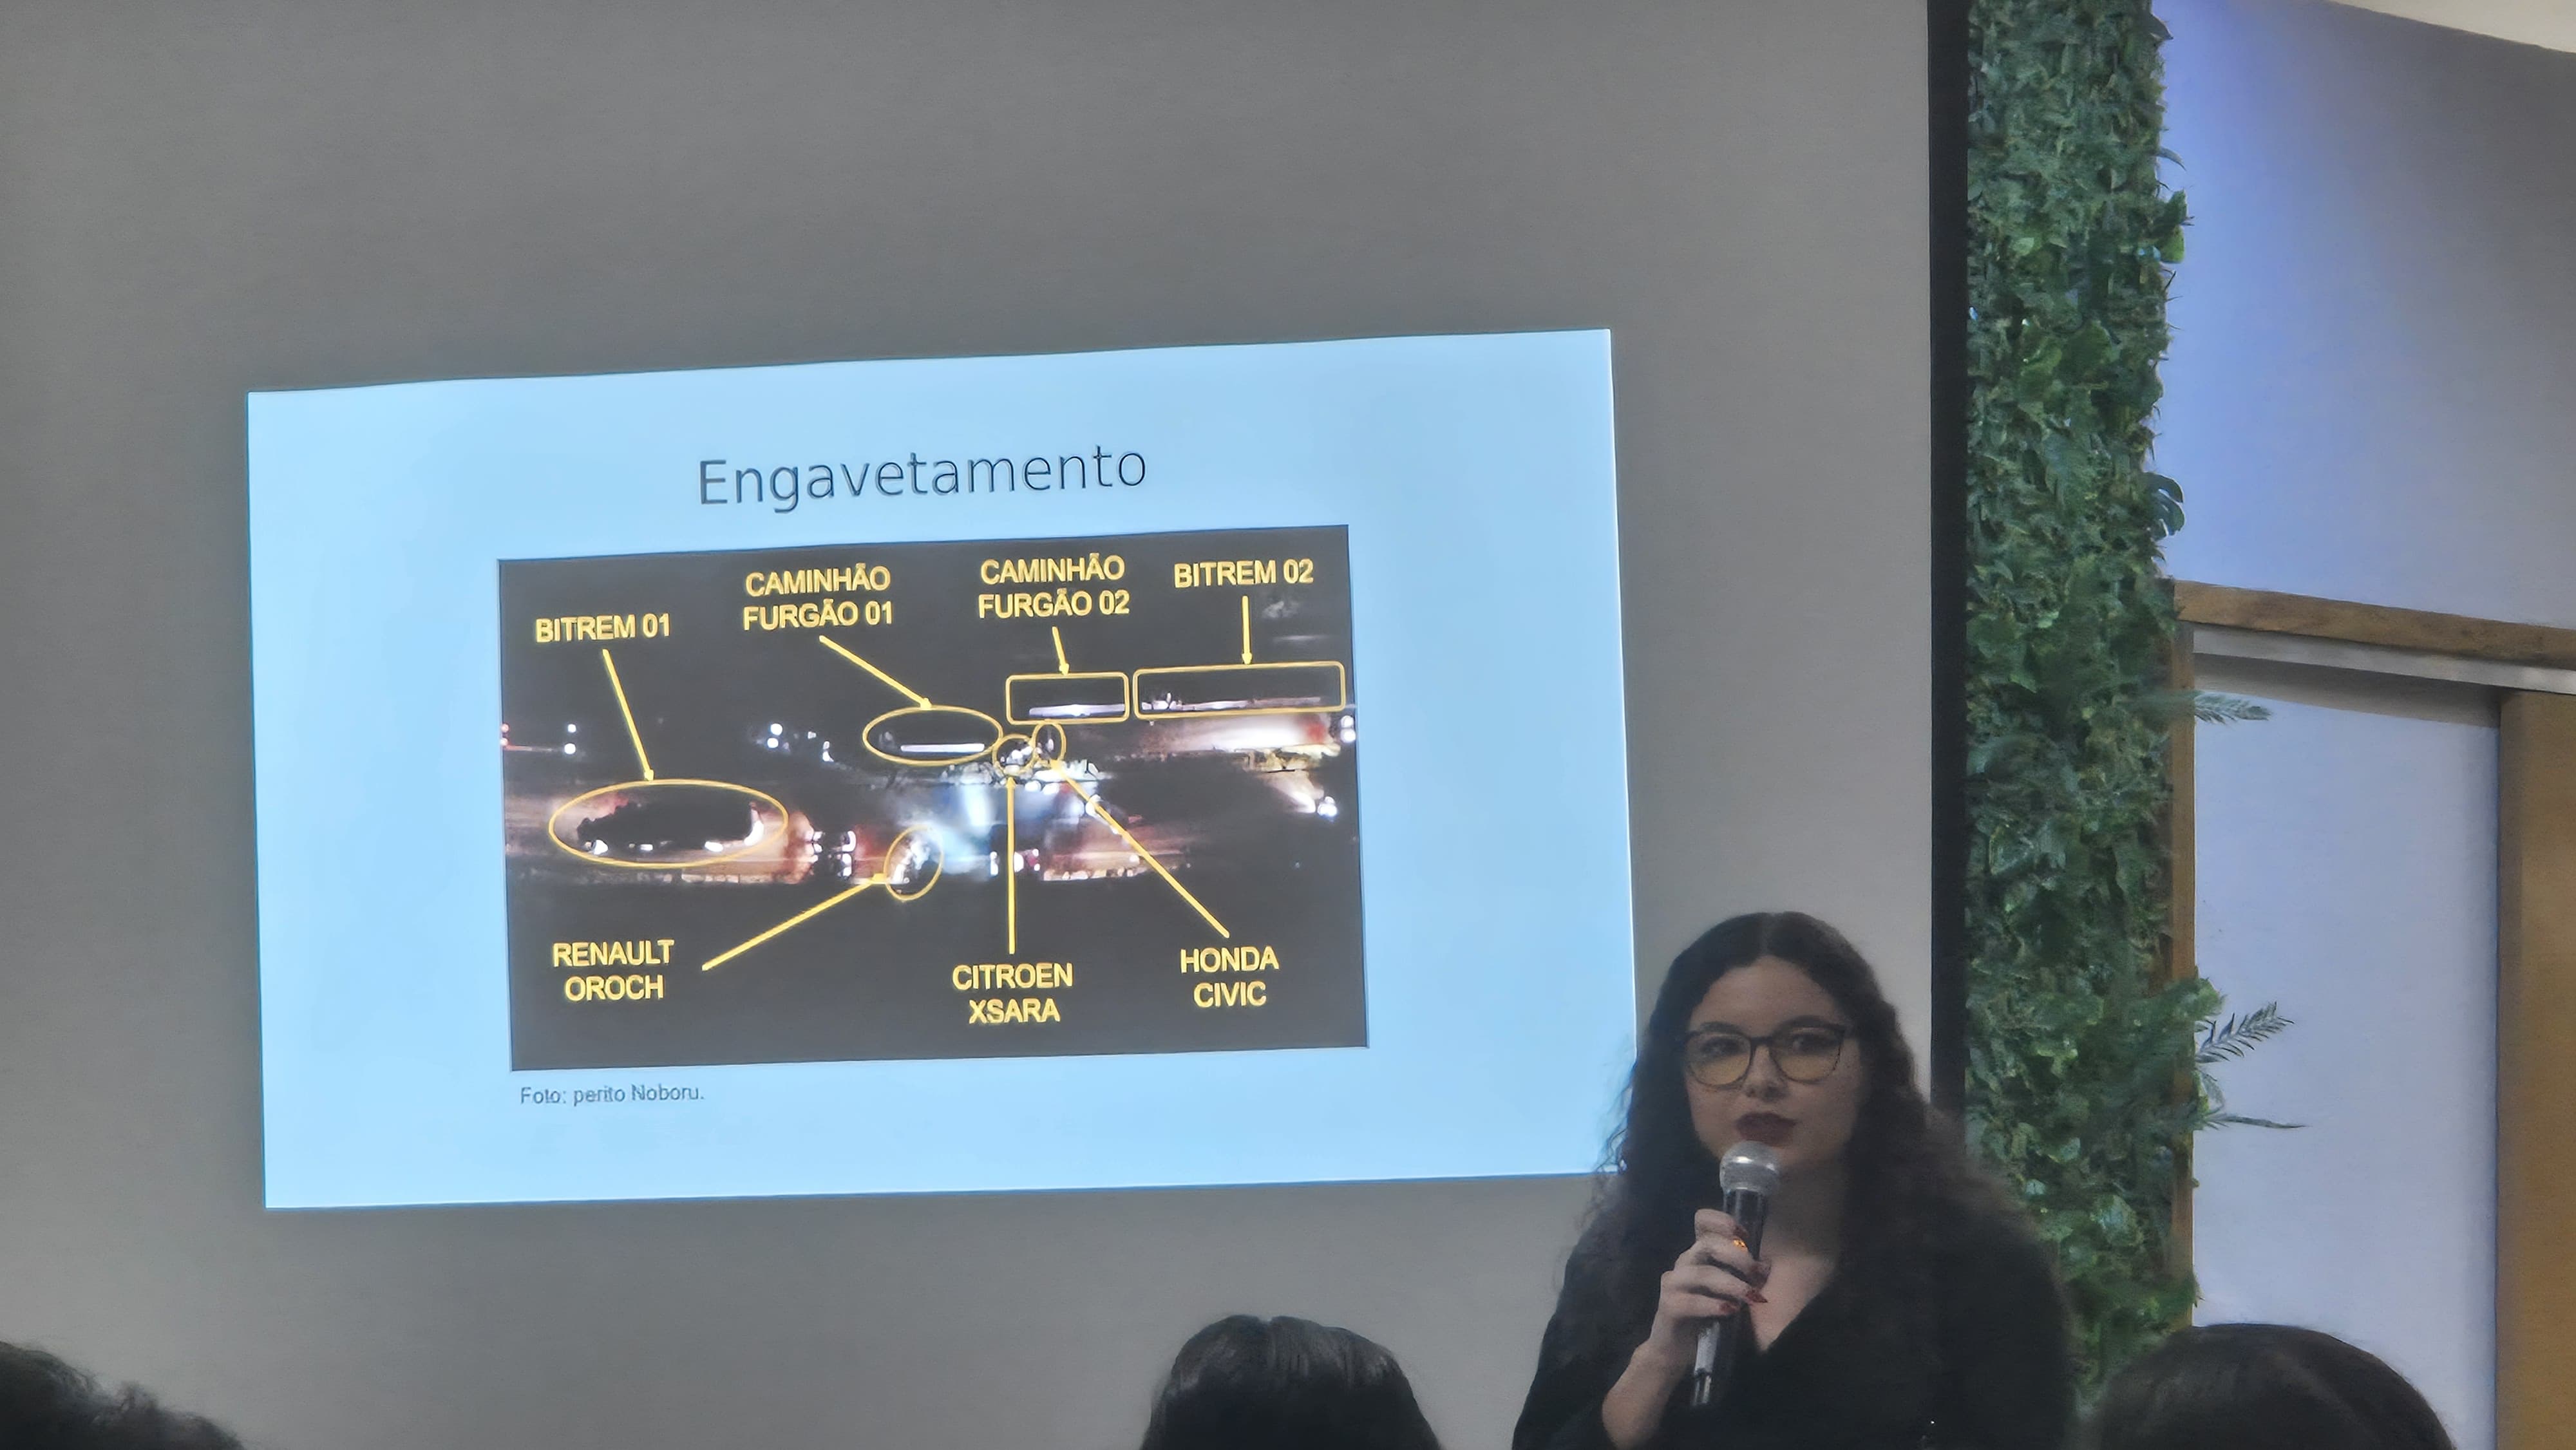 Engavetamento
BITREM 01
CAMINHÃO
FURGÃO 01
CAMINHÃO
FURGÃO 02
BITREM 02
RENAULT
OROCH
CITROEN
XSARA
HONDA
CIVIC
Foto: perito Noboru.